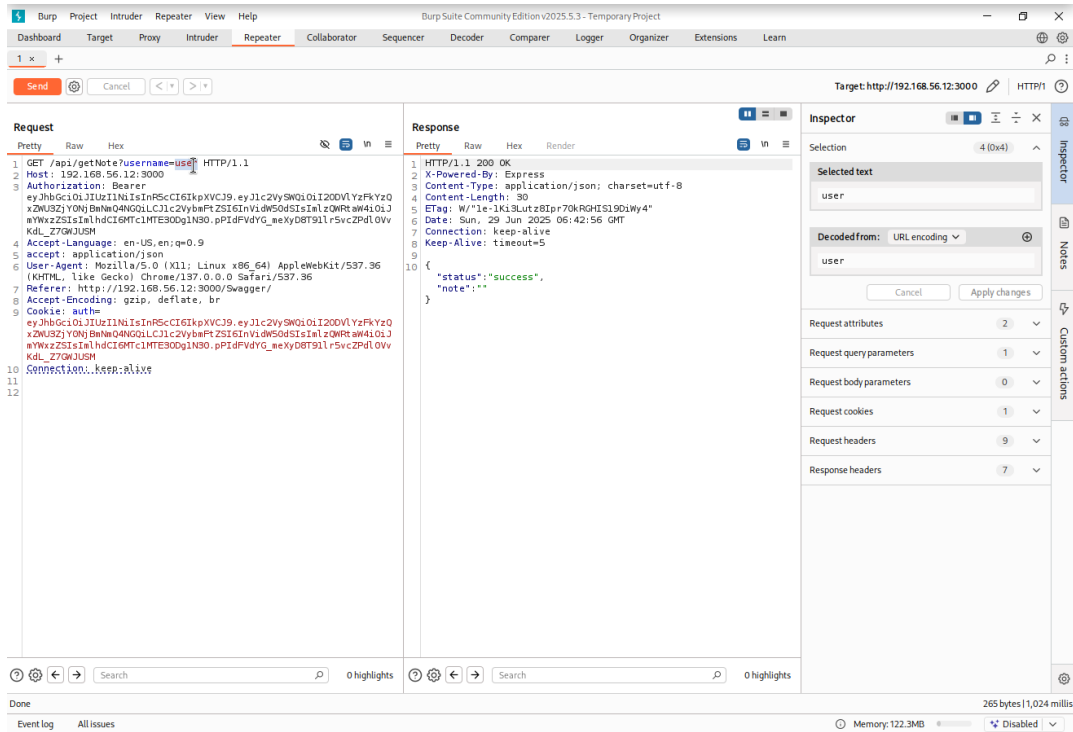 Burp Project Intruder Repeater View Help
Burp Suite Community Edition v2025.5.3 - Temporary Project
Dashboard Target Proxy Intruder Repeater Collaborator Sequencer Decoder Comparer Logger Organizer Extensions Learn
1 × +
Send Cancel < >
Target: http://192.168.56.12:3000 HTTP/1
Request
Pretty Raw Hex \n
1 GET /api/getNote?username=user HTTP/1.1
2 Host: 192.168.56.12:3000
3 Authorization: Bearer
4 Accept-Language: en-US,en;q=0.9
5 accept: application/json
6 User-Agent: Mozilla/5.0 (X11; Linux x86_64) AppleWebKit/537.36
(KHTML, like Gecko) Chrome/137.0.0.0 Safari/537.36
7 Referer: http://192.168.56.12:3000/Swagger/
8 Accept-Encoding: gzip, deflate, br
9 Cookie: auth=
KdL_Z7GWJUSM
10 Connection: keep-alive
11
12
Search 0 highlights
Response
Pretty Raw Hex Render \n
1 HTTP/1.1 200 OK
2 X-Powered-By: Express
3 Content-Type: application/json; charset=utf-8
4 Content-Length: 30
5 ETag: W/"1e-1Ki3Lutz8Ipr70kRGHIS19DiWy4"
6 Date: Sun, 29 Jun 2025 06:42:56 GMT
7 Connection: keep-alive
8 Keep-Alive: timeout=5
9
10 {
"status":"success",
"note":""
}
Search 0 highlights
Inspector
Selection 4 (0x4)
Selected text
user
Decoded from: URL encoding
user
Cancel Apply changes
Request attributes 2
Request query parameters 1
Request body parameters 0
Request cookies 1
Request headers 9
Response headers 7
Inspector
Notes
Custom actions
Done
265 bytes | 1,024 millis
Event log All issues
Memory: 122.3MB Disabled